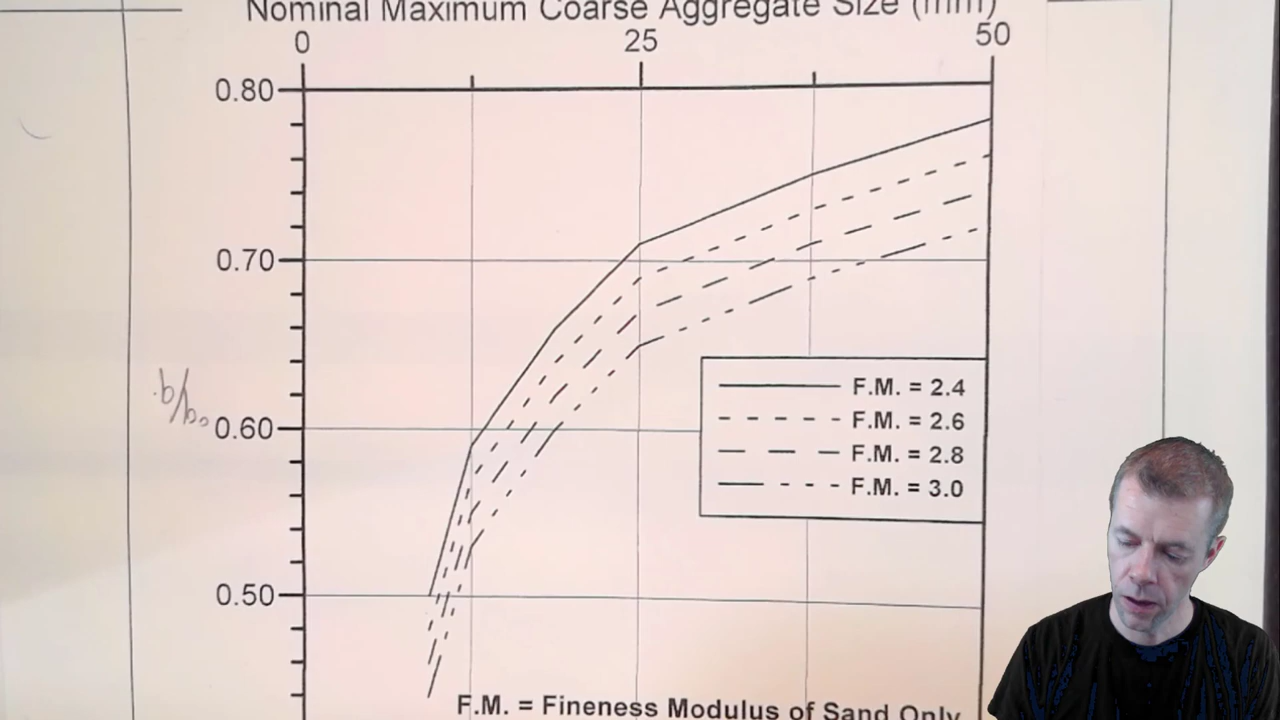 Nominal Maximum Coarse Aggregate Size (mm)
0 25 50
0.80
0.70
b/b₀
0.60
0.50
F.M. = 2.4
F.M. = 2.6
F.M. = 2.8
F.M. = 3.0
F.M. = Fineness Modulus of Sand Only